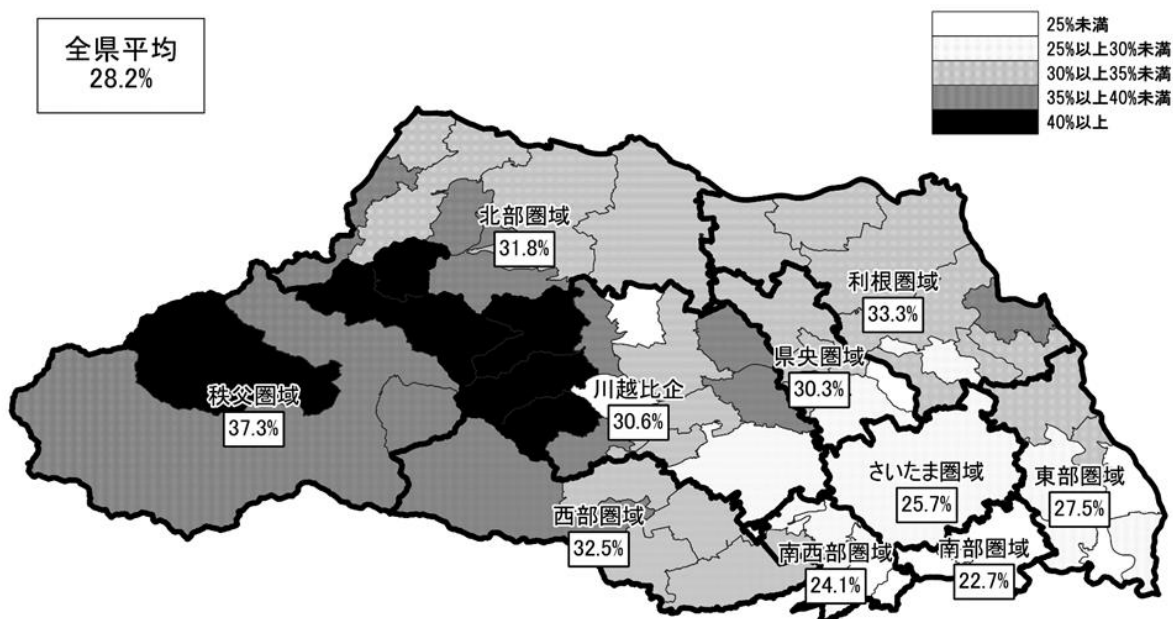 全県平均
28.2%
25%未満
25%以上30%未満
30%以上35%未満
35%以上40%未満
40%以上
北部圏域
31.8%
利根圏域
33.3%
県央圏域
30.3%
川越比企
30.6%
秩父圏域
37.3%
さいたま圏域
25.7%
東部圏域
27.5%
西部圏域
32.5%
南西部圏域
24.1%
南部圏域
22.7%